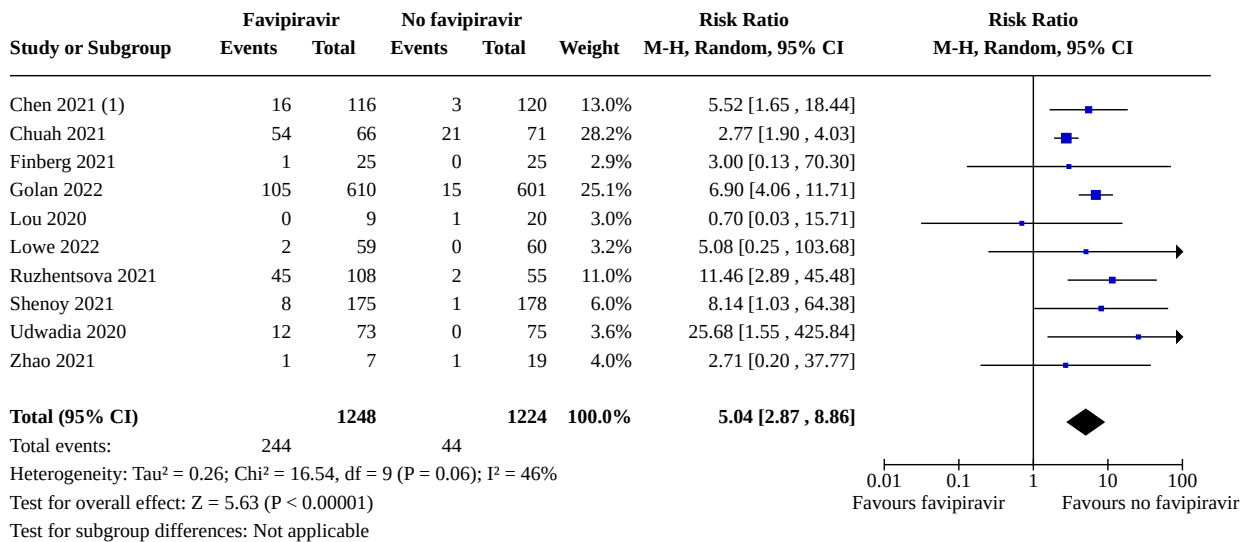 Favipiravir No favipiravir Risk Ratio Risk Ratio
Study or Subgroup Events Total Events Total Weight M-H, Random, 95% CI M-H, Random, 95% CI
Chen 2021 (1) 16 116 3 120 13.0% 5.52 [1.65 , 18.44]
Chuah 2021 54 66 21 71 28.2% 2.77 [1.90 , 4.03]
Finberg 2021 1 25 0 25 2.9% 3.00 [0.13 , 70.30]
Golan 2022 105 610 15 601 25.1% 6.90 [4.06 , 11.71]
Lou 2020 0 9 1 20 3.0% 0.70 [0.03 , 15.71]
Lowe 2022 2 59 0 60 3.2% 5.08 [0.25 , 103.68]
Ruzhentsova 2021 45 108 2 55 11.0% 11.46 [2.89 , 45.48]
Shenoy 2021 8 175 1 178 6.0% 8.14 [1.03 , 64.38]
Udwadia 2020 12 73 0 75 3.6% 25.68 [1.55 , 425.84]
Zhao 2021 1 7 1 19 4.0% 2.71 [0.20 , 37.77]
Total (95% CI) 1248 1224 100.0% 5.04 [2.87 , 8.86]
Total events: 244 44
Heterogeneity: Tau² = 0.26; Chi² = 16.54, df = 9 (P = 0.06); I² = 46%
Test for overall effect: Z = 5.63 (P < 0.00001)
Test for subgroup differences: Not applicable
0.01 0.1 1 10 100
Favours favipiravir Favours no favipiravir